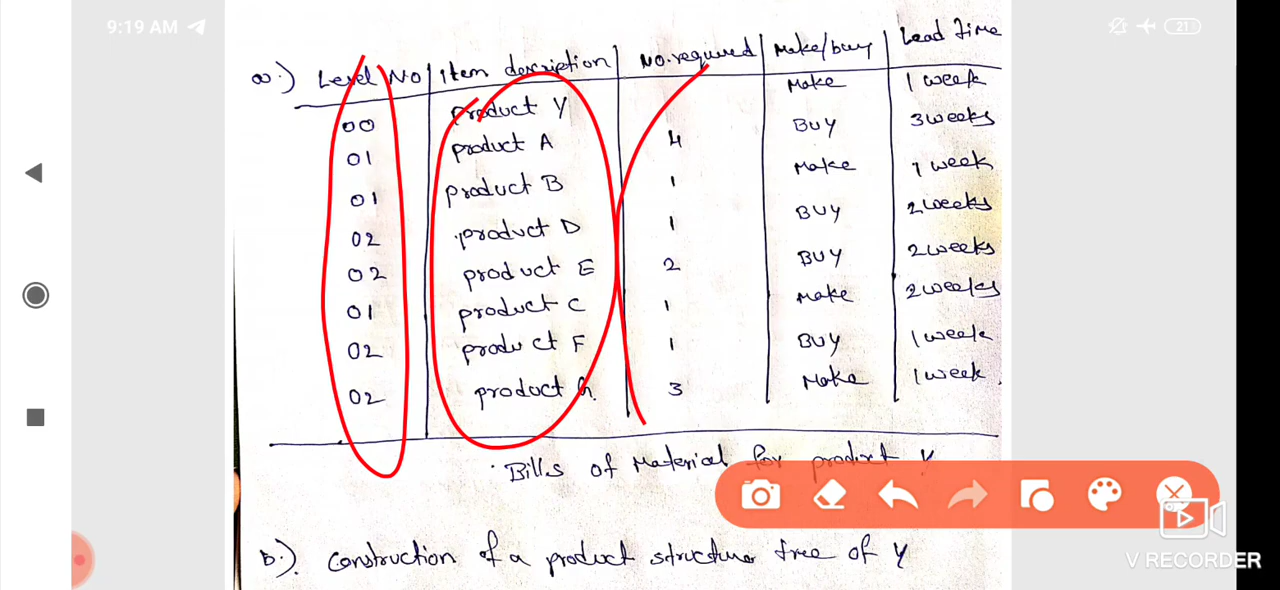 9:19 AM
21
a:) Level No Item description No.required Make/buy Lead Time
00 product Y Make 1 week
01 product A 4 Buy 3 weeks
01 product B 1 Make 1 week
02 product D 1 Buy 2 weeks
02 product E 2 Buy 2 weeks
01 product C 1 Make 2 weeks
02 product F 1 Buy 1 week
02 product G. 3 Make 1 week.
Bills of Material for product Y
b:). construction of a product structure tree of Y
V RECORDER